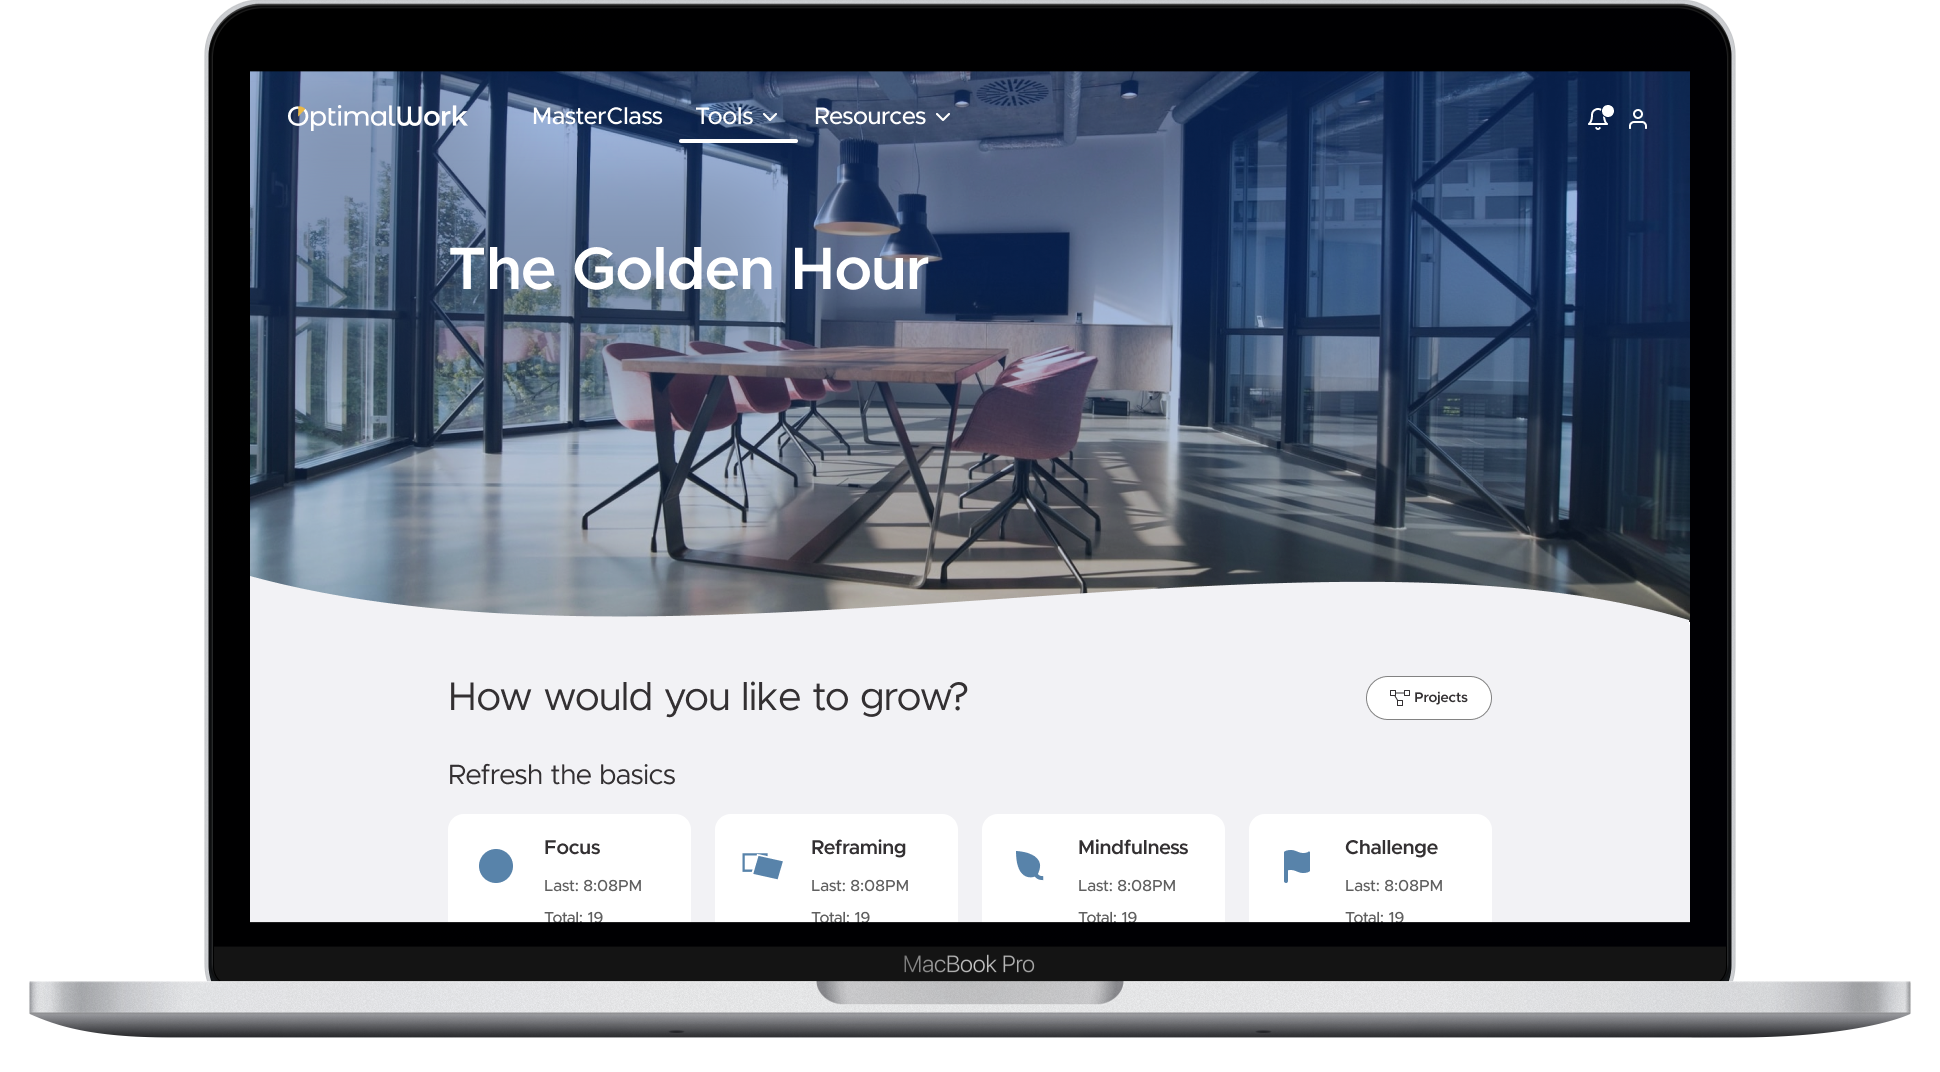 OptimalWork MasterClass Tools Resources
The Golden Hour
How would you like to grow?
Projects
Refresh the basics
Focus
Last: 8:08PM
Total: 19
Reframing
Last: 8:08PM
Total: 19
Mindfulness
Last: 8:08PM
Total: 19
Challenge
Last: 8:08PM
Total: 19
MacBook Pro